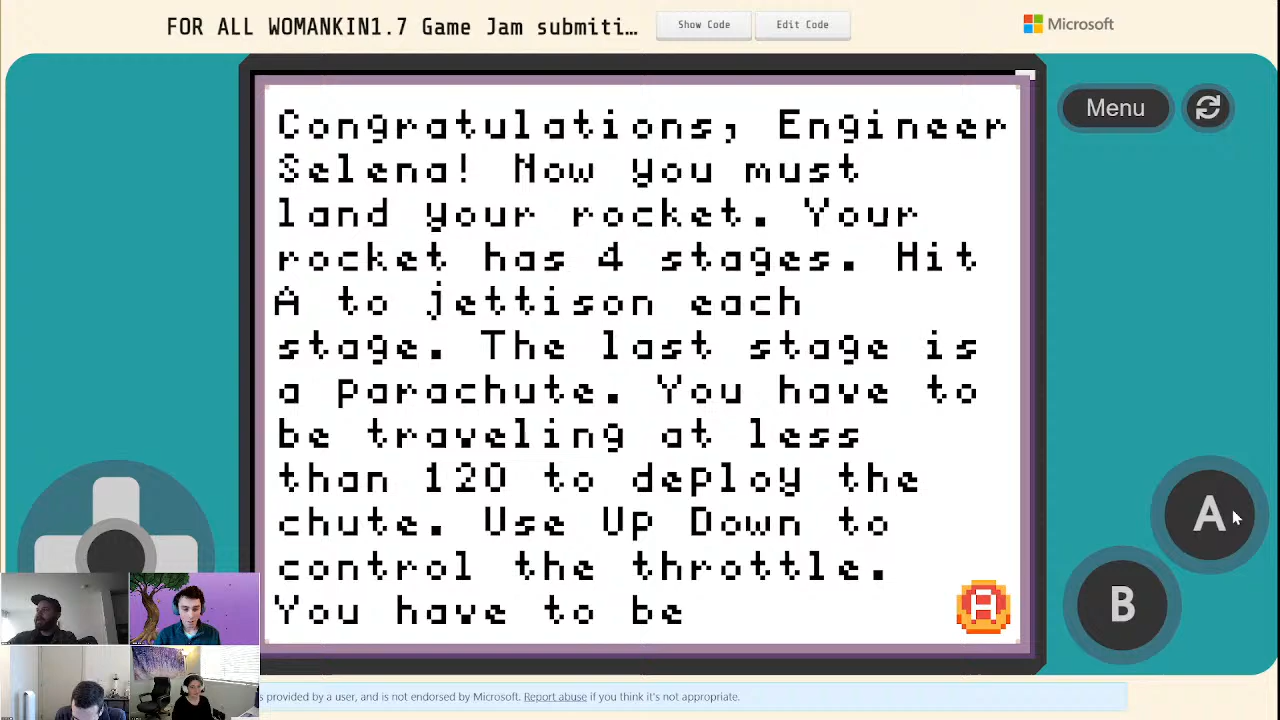 FOR ALL WOMANKIN1.7 Game Jam submiti…
Show Code
Edit Code
Microsoft
Menu
Congratulations, Engineer
Selena! Now you must
land your rocket. Your
rocket has 4 stages. Hit
A to jettison each
stage. The last stage is
a parachute. You have to
be traveling at less
than 120 to deploy the
chute. Use Up Down to
control the throttle.
You have to be
A
A
B
s provided by a user, and is not endorsed by Microsoft. Report abuse if you think it's not appropriate.